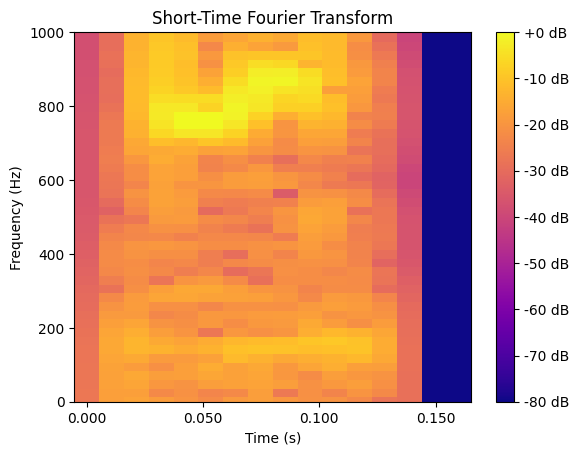 Short-Time Fourier Transform
1000
800
600
400
200
0
Frequency (Hz)
0.000
0.050
0.100
0.150
Time (s)
+0 dB
-10 dB
-20 dB
-30 dB
-40 dB
-50 dB
-60 dB
-70 dB
-80 dB